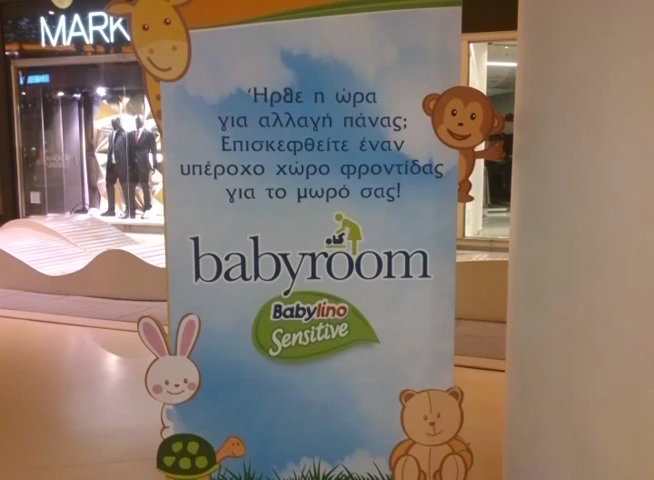 MARK
Ήρθε η ώρα
για αλλαγή πάνας;
Επισκεφθείτε έναν
υπέροχο χώρο φροντίδας
για το μωρό σας!
babyroom
Babylino
Sensitive